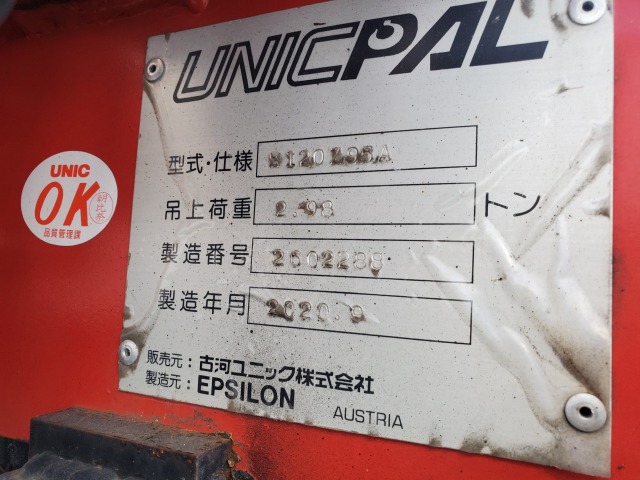 UNICPAL
型式・仕様
吊上荷重 2.98 トン
製造番号 2602288
製造年月 2020.9
販売元: 古河ユニック株式会社
製造元: EPSILON AUSTRIA
UNIC
OK
品質管理課